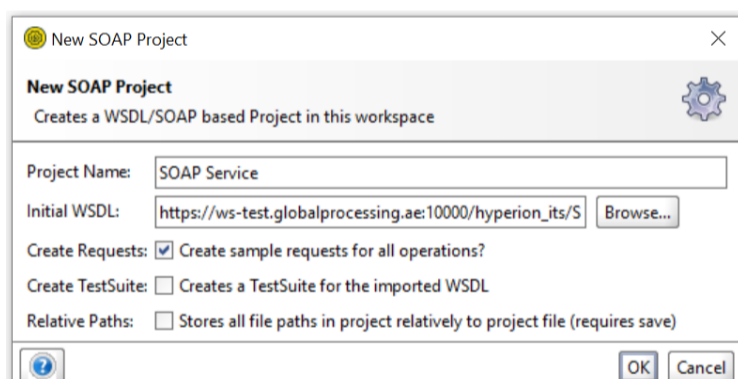 New SOAP Project
New SOAP Project
Creates a WSDL/SOAP based Project in this workspace
Project Name: SOAP Service
Initial WSDL: https://ws-test.globalprocessing.ae:10000/hyperion_its/S Browse...
Create Requests: Create sample requests for all operations?
Create TestSuite: Creates a TestSuite for the imported WSDL
Relative Paths: Stores all file paths in project relatively to project file (requires save)
? OK Cancel